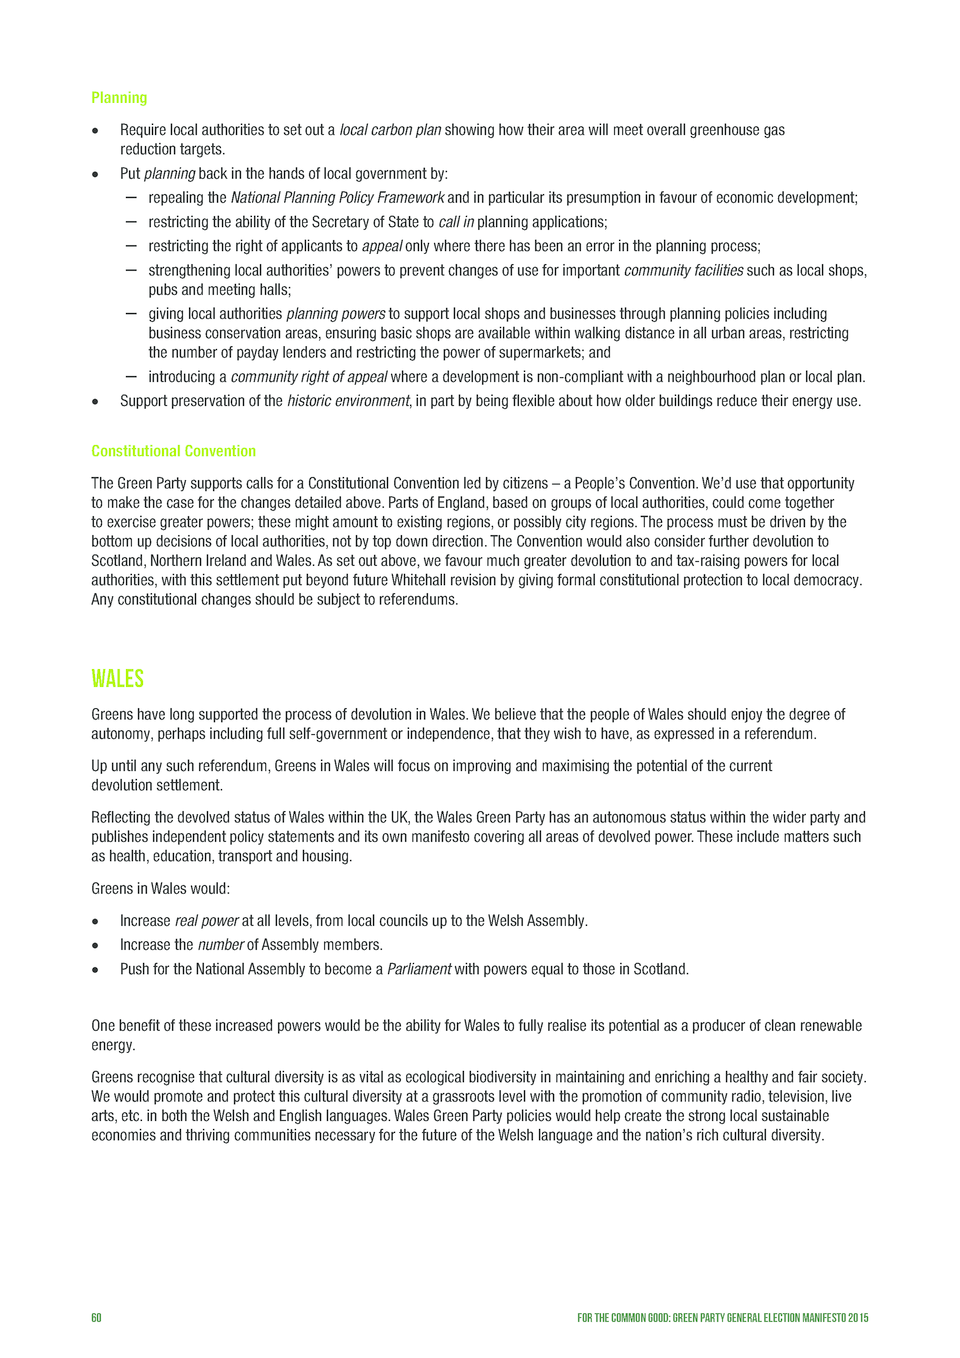 Planning
• Require local authorities to set out a local carbon plan showing how their area will meet overall greenhouse gas
reduction targets.
• Put planning back in the hands of local government by:
– repealing the National Planning Policy Framework and in particular its presumption in favour of economic development;
– restricting the ability of the Secretary of State to call in planning applications;
– restricting the right of applicants to appeal only where there has been an error in the planning process;
– strengthening local authorities’ powers to prevent changes of use for important community facilities such as local shops,
pubs and meeting halls;
– giving local authorities planning powers to support local shops and businesses through planning policies including
business conservation areas, ensuring basic shops are available within walking distance in all urban areas, restricting
the number of payday lenders and restricting the power of supermarkets; and
– introducing a community right of appeal where a development is non-compliant with a neighbourhood plan or local plan.
• Support preservation of the historic environment, in part by being flexible about how older buildings reduce their energy use.
Constitutional Convention
The Green Party supports calls for a Constitutional Convention led by citizens – a People’s Convention. We’d use that opportunity
to make the case for the changes detailed above. Parts of England, based on groups of local authorities, could come together
to exercise greater powers; these might amount to existing regions, or possibly city regions. The process must be driven by the
bottom up decisions of local authorities, not by top down direction. The Convention would also consider further devolution to
Scotland, Northern Ireland and Wales. As set out above, we favour much greater devolution to and tax-raising powers for local
authorities, with this settlement put beyond future Whitehall revision by giving formal constitutional protection to local democracy.
Any constitutional changes should be subject to referendums.
WALES
Greens have long supported the process of devolution in Wales. We believe that the people of Wales should enjoy the degree of
autonomy, perhaps including full self-government or independence, that they wish to have, as expressed in a referendum.
Up until any such referendum, Greens in Wales will focus on improving and maximising the potential of the current
devolution settlement.
Reflecting the devolved status of Wales within the UK, the Wales Green Party has an autonomous status within the wider party and
publishes independent policy statements and its own manifesto covering all areas of devolved power. These include matters such
as health, education, transport and housing.
Greens in Wales would:
• Increase real power at all levels, from local councils up to the Welsh Assembly.
• Increase the number of Assembly members.
• Push for the National Assembly to become a Parliament with powers equal to those in Scotland.
One benefit of these increased powers would be the ability for Wales to fully realise its potential as a producer of clean renewable
energy.
Greens recognise that cultural diversity is as vital as ecological biodiversity in maintaining and enriching a healthy and fair society.
We would promote and protect this cultural diversity at a grassroots level with the promotion of community radio, television, live
arts, etc. in both the Welsh and English languages. Wales Green Party policies would help create the strong local sustainable
economies and thriving communities necessary for the future of the Welsh language and the nation’s rich cultural diversity.
60
FOR THE COMMON GOOD: GREEN PARTY GENERAL ELECTION MANIFESTO 2015